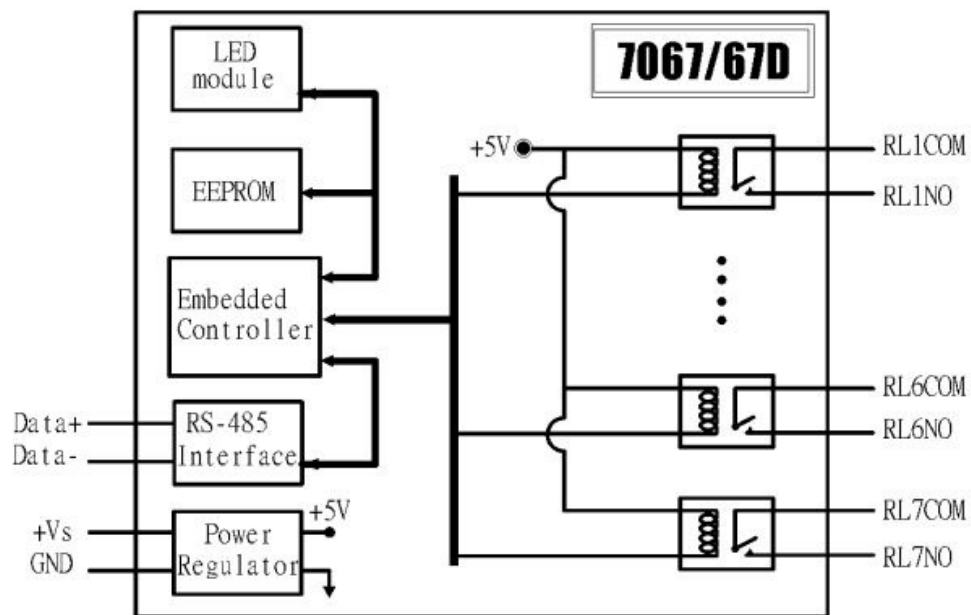 LED
module
7067/67D
+5V
RL1COM
EEPROM
RL1NO
Embedded
Controller
RL6COM
Data+
RS-485
RL6NO
Data-
Interface
RL7COM
+5V
+Vs
Power
GND
Regulator
RL7NO